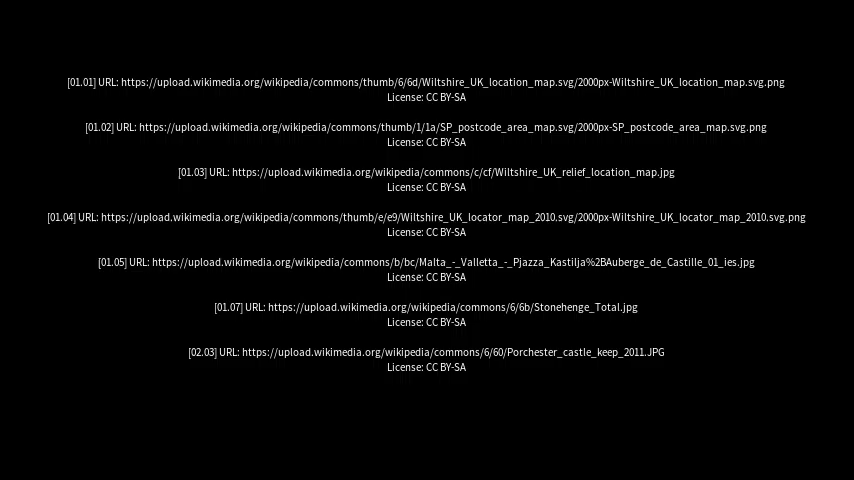 [01.01] URL: https://upload.wikimedia.org/wikipedia/commons/thumb/6/6d/Wiltshire_UK_location_map.svg/2000px-Wiltshire_UK_location_map.svg.png
License: CC BY-SA
[01.02] URL: https://upload.wikimedia.org/wikipedia/commons/thumb/1/1a/SP_postcode_area_map.svg/2000px-SP_postcode_area_map.svg.png
License: CC BY-SA
[01.03] URL: https://upload.wikimedia.org/wikipedia/commons/c/cf/Wiltshire_UK_relief_location_map.jpg
License: CC BY-SA
[01.04] URL: https://upload.wikimedia.org/wikipedia/commons/thumb/e/e9/Wiltshire_UK_locator_map_2010.svg/2000px-Wiltshire_UK_locator_map_2010.svg.png
License: CC BY-SA
[01.05] URL: https://upload.wikimedia.org/wikipedia/commons/b/bc/Malta_-_Valletta_-_Pjazza_Kastilja%2BAuberge_de_Castille_01_ies.jpg
License: CC BY-SA
[01.07] URL: https://upload.wikimedia.org/wikipedia/commons/6/6b/Stonehenge_Total.jpg
License: CC BY-SA
[02.03] URL: https://upload.wikimedia.org/wikipedia/commons/6/60/Porchester_castle_keep_2011.JPG
License: CC BY-SA